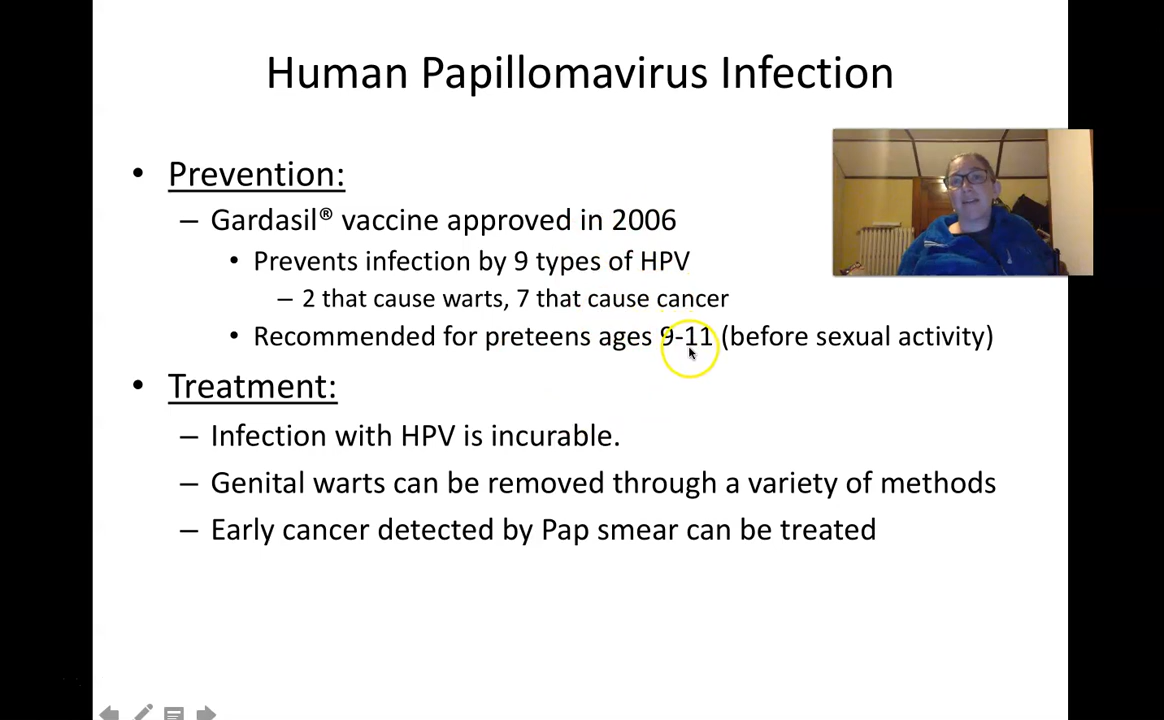 Human Papillomavirus Infection
• Prevention:
– Gardasil® vaccine approved in 2006
• Prevents infection by 9 types of HPV
– 2 that cause warts, 7 that cause cancer
• Recommended for preteens ages 9-11 (before sexual activity)
• Treatment:
– Infection with HPV is incurable.
– Genital warts can be removed through a variety of methods
– Early cancer detected by Pap smear can be treated